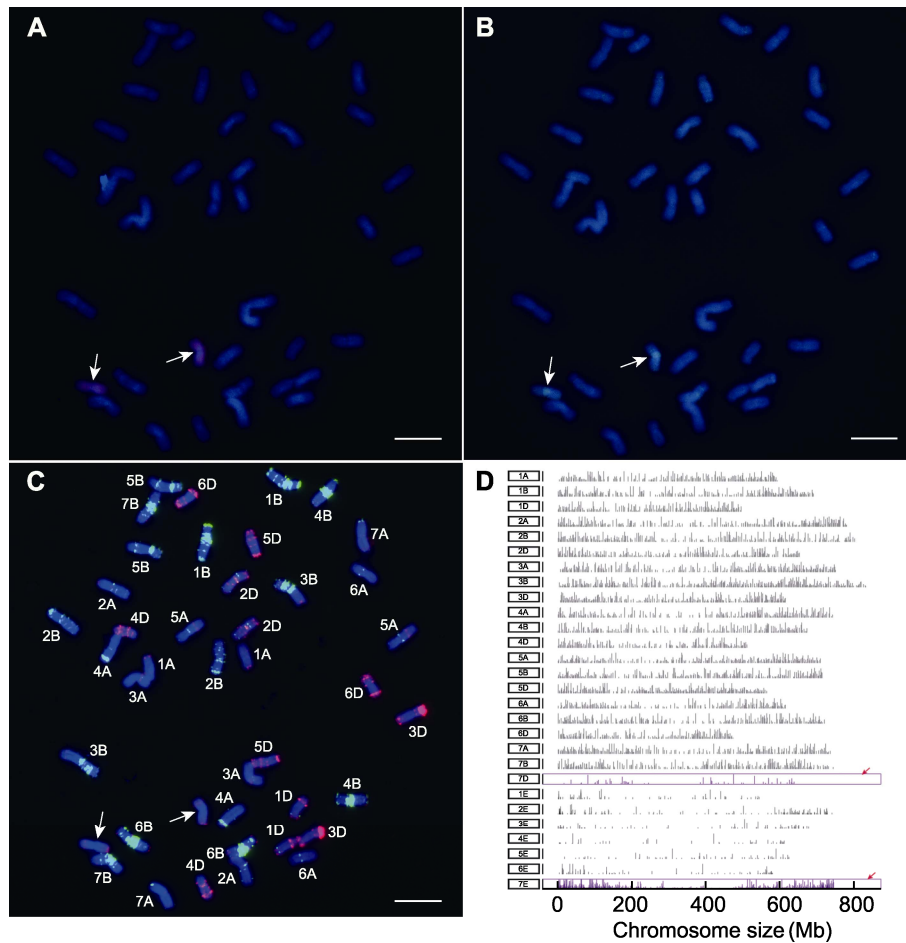 A
B
C
5B
6D
7B
1B
4B
7A
5B
1B
5D
3B
6A
2A
2D
2B
4D
5A
2D
5A
4A
1A
1A
3A
2B
6D
3D
3B
5D
3A
4B
4A
1D
6B
1D
3D
7B
4D
6B
2A
6A
7A
D
1A
1B
1D
2A
2B
2D
3A
3B
3D
4A
4B
4D
5A
5B
5D
6A
6B
6D
7A
7B
7D
1E
2E
3E
4E
5E
6E
7E
0 200 400 600 800
Chromosome size (Mb)